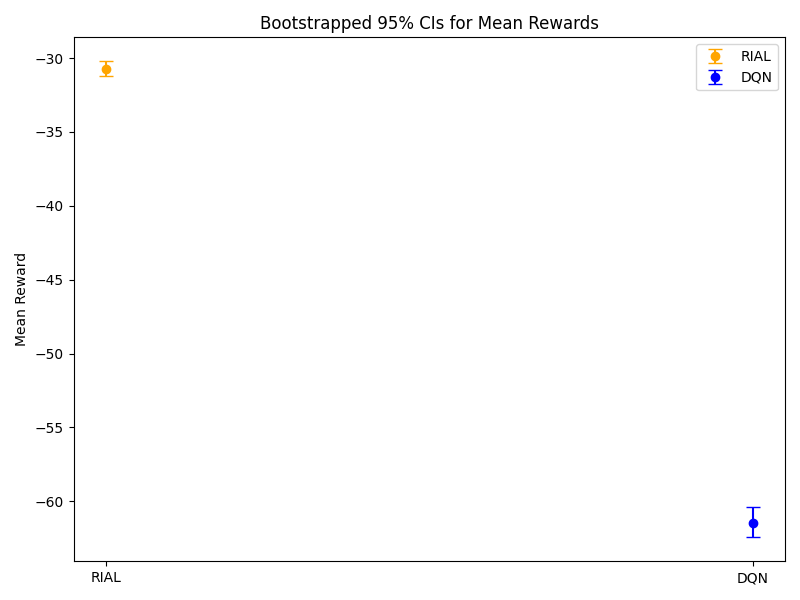 Bootstrapped 95% CIs for Mean Rewards
RIAL
DQN
Mean Reward
−30
−35
−40
−45
−50
−55
−60
RIAL
DQN